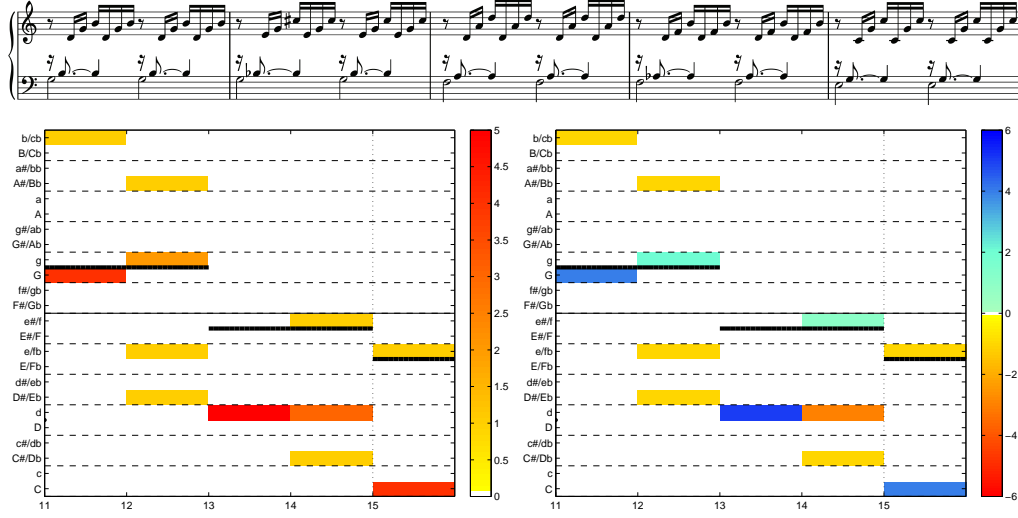 b/cb
B/Cb
a#/bb
A#/Bb
a
A
g#/ab
G#/Ab
g
G
f#/gb
F#/Gb
e#/f
E#/F
e/fb
E/Fb
d#/eb
D#/Eb
d
D
c#/db
C#/Db
c
C
11 12 13 14 15
5
4.5
4
3.5
3
2.5
2
1.5
1
0.5
0
b/cb
B/Cb
a#/bb
A#/Bb
a
A
g#/ab
G#/Ab
g
G
f#/gb
F#/Gb
e#/f
E#/F
e/fb
E/Fb
d#/eb
D#/Eb
d
D
c#/db
C#/Db
c
C
11 12 13 14 15
6
4
2
0
−2
−4
−6